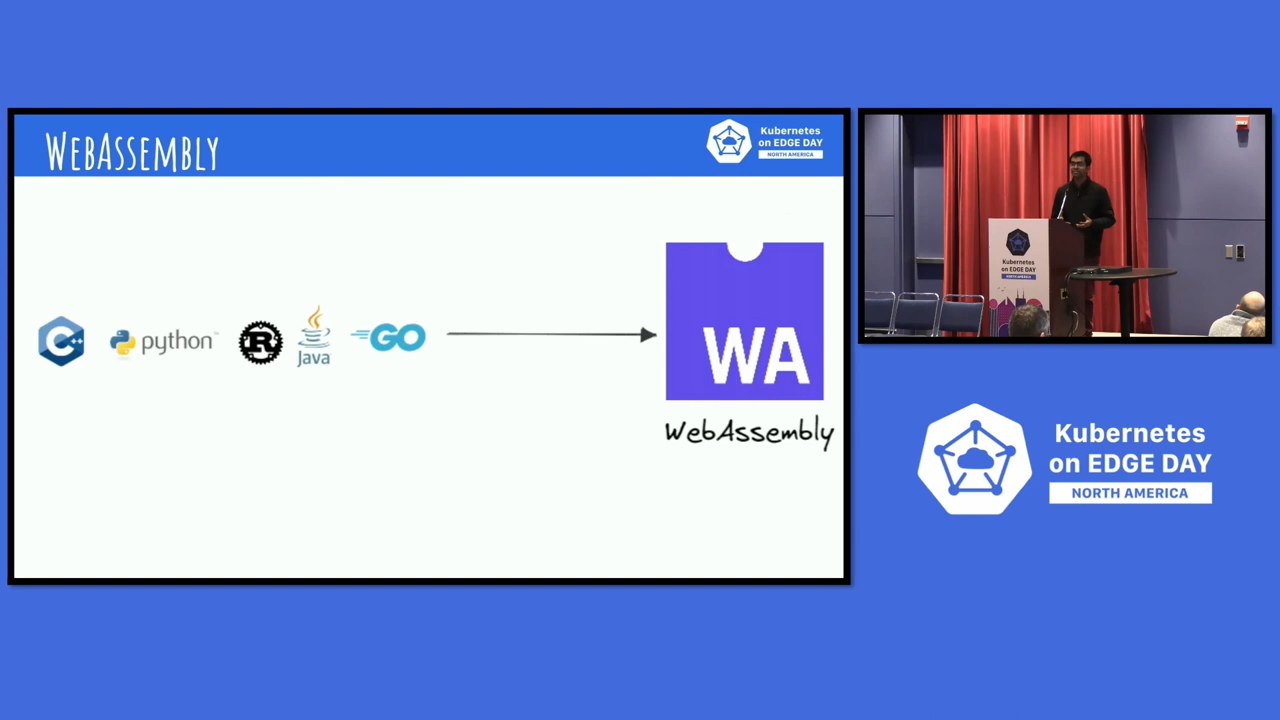 WEBASSEMBLY
Kubernetes
on EDGE DAY
NORTH AMERICA
C++
python™
R
Java
GO
WA
WebAssembly
Kubernetes
on EDGE DAY
NORTH AMERICA
Kubernetes
on EDGE DAY
NORTH AMERICA